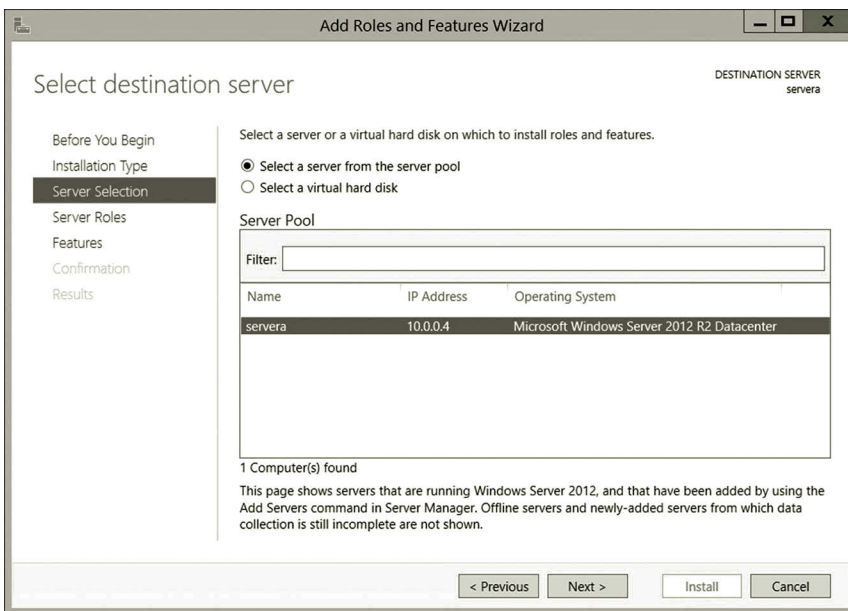 Add Roles and Features Wizard
Select destination server
DESTINATION SERVER
servera
Before You Begin
Installation Type
Server Selection
Server Roles
Features
Confirmation
Results
Select a server or a virtual hard disk on which to install roles and features.
Select a server from the server pool
Select a virtual hard disk
Server Pool
Filter:
Name IP Address Operating System
servera 10.0.0.4 Microsoft Windows Server 2012 R2 Datacenter
1 Computer(s) found
This page shows servers that are running Windows Server 2012, and that have been added by using the
Add Servers command in Server Manager. Offline servers and newly-added servers from which data
collection is still incomplete are not shown.
< Previous Next > Install Cancel